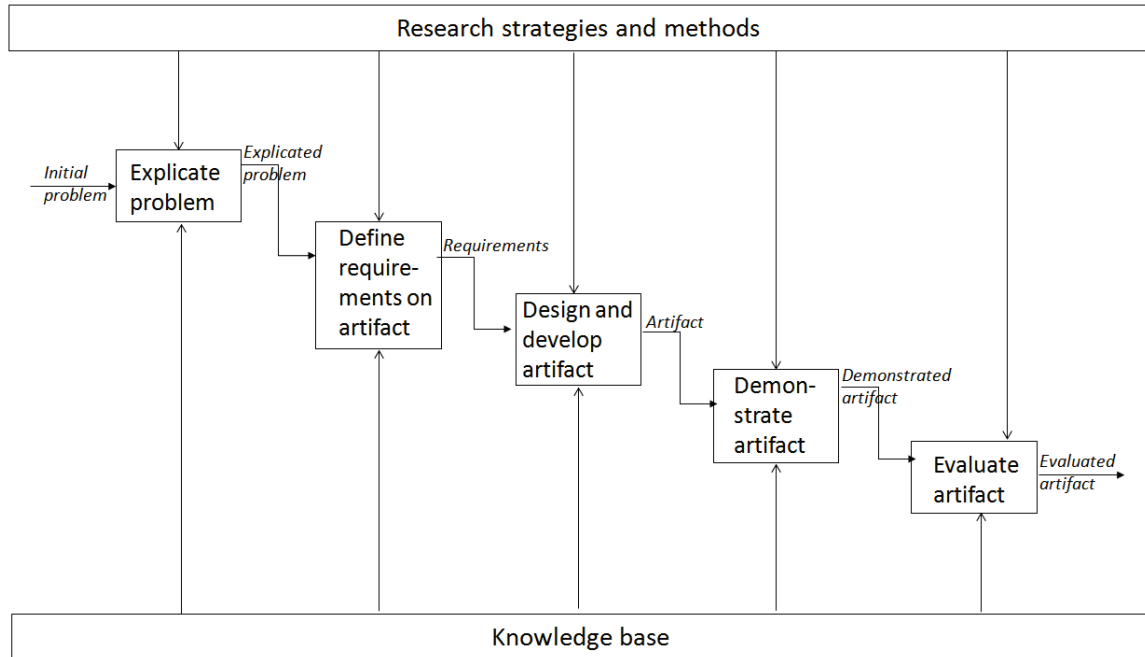 Research strategies and methods
Initial
problem
Explicate
problem
Explicated
problem
Define
require-
ments on
artifact
Requirements
Design and
develop
artifact
Artifact
Demon-
strate
artifact
Demonstrated
artifact
Evaluate
artifact
Evaluated
artifact
Knowledge base